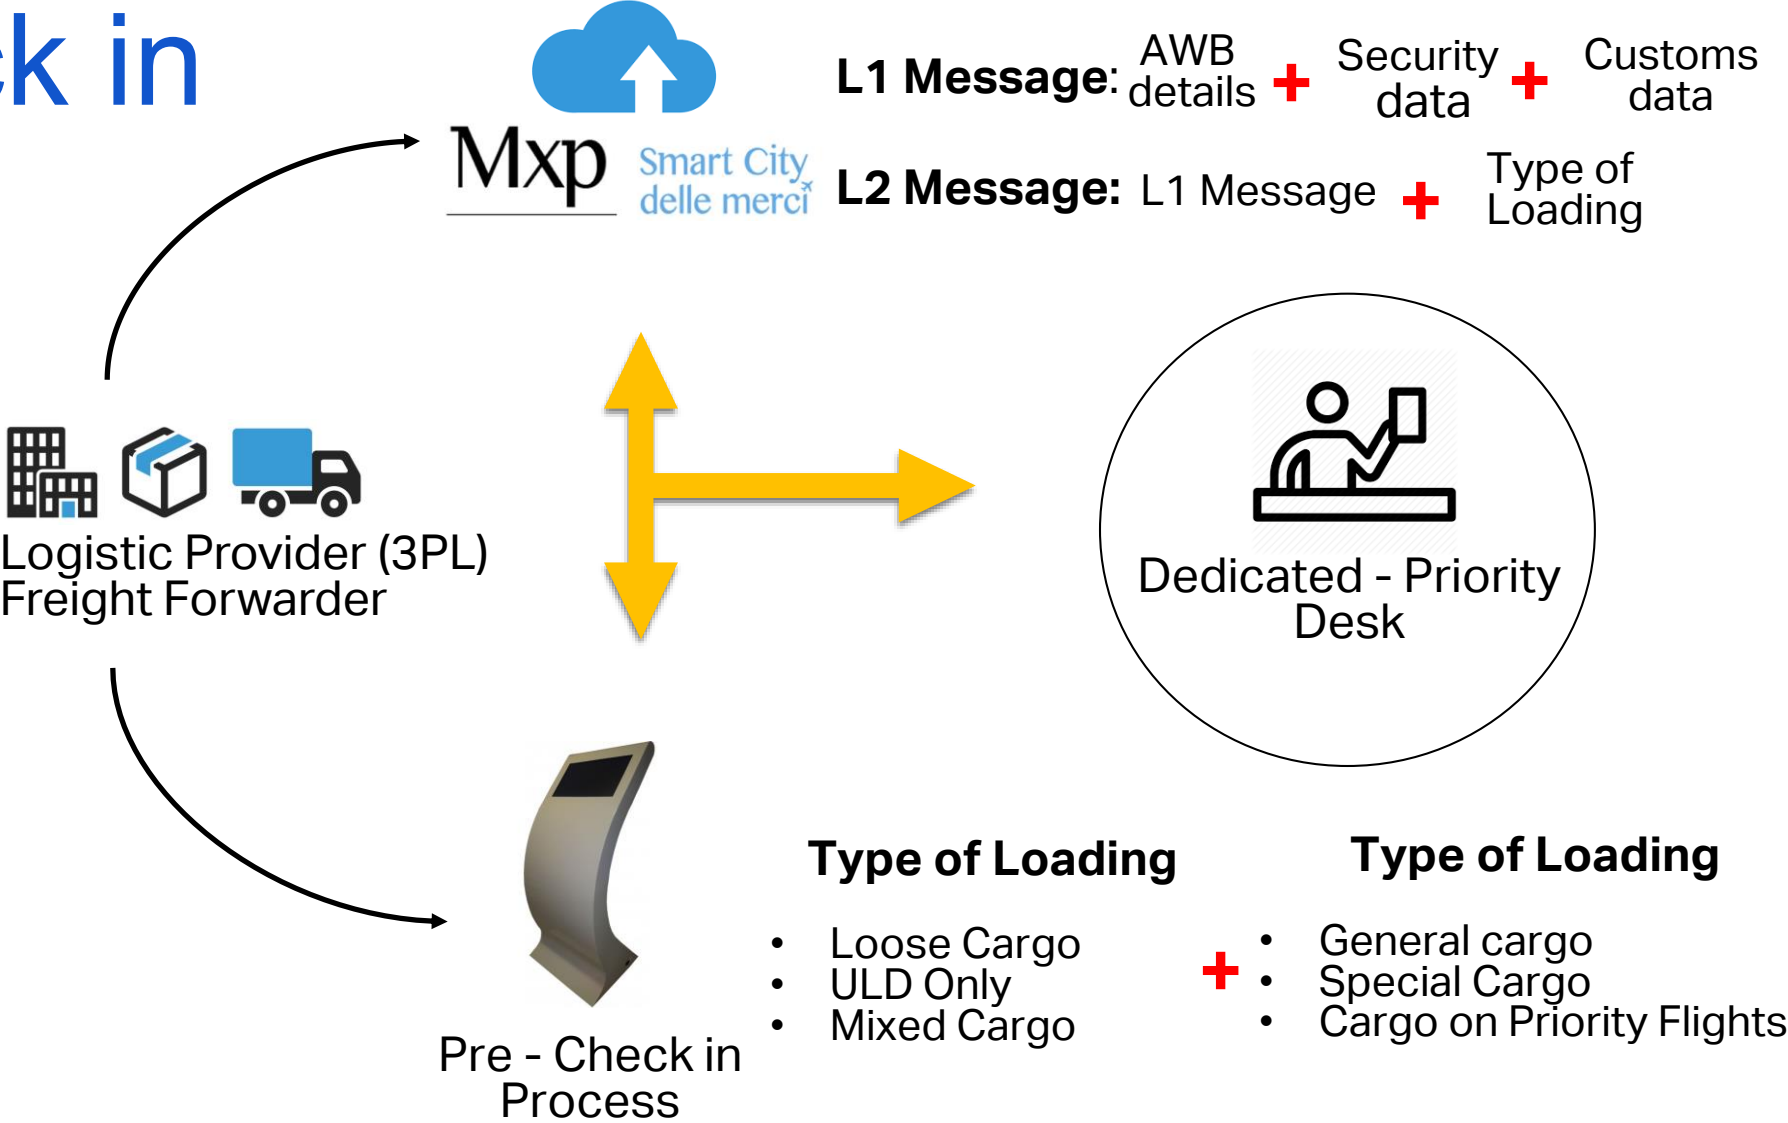 ck in
Mxp
Smart City
delle merci
L1 Message: AWB details + Security data + Customs data
L2 Message: L1 Message + Type of Loading
Logistic Provider (3PL)
Freight Forwarder
Dedicated - Priority
Desk
Pre - Check in
Process
Type of Loading
• Loose Cargo
• ULD Only
• Mixed Cargo
+
Type of Loading
• General cargo
• Special Cargo
• Cargo on Priority Flights